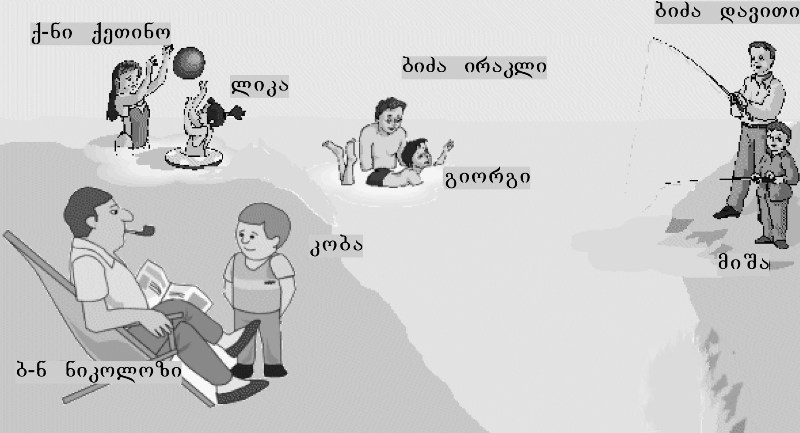 ბიძა დავითი
ქ-ნი ქეთინო
ბიძა ირაკლი
ლიკა
გიორგი
კობა
მიშა
ბ-ნ ნიკოლოზი